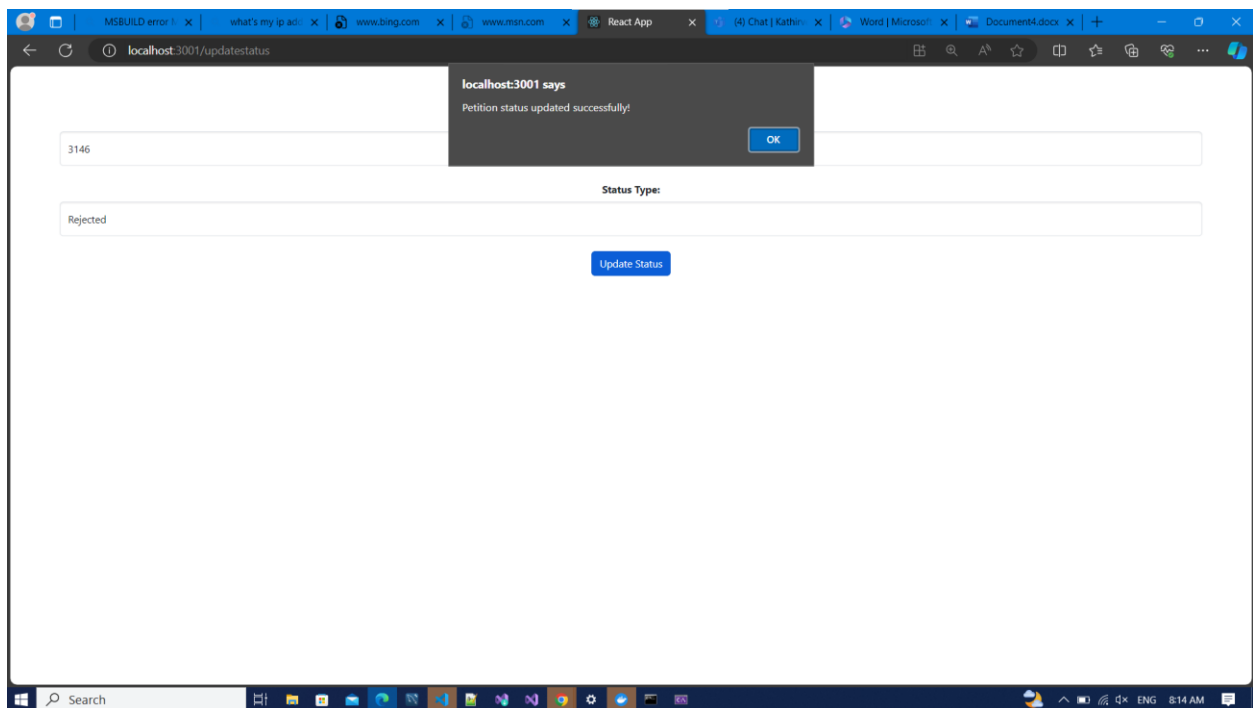 MSBUILD error
what's my ip add
www.bing.com
www.msn.com
React App
(4) Chat | Kathir
Word | Microsoft
Document4.docx
localhost:3001/updatestatus
localhost:3001 says
Petition status updated successfully!
OK
3146
Status Type:
Rejected
Update Status
Search
ENG
8:14 AM